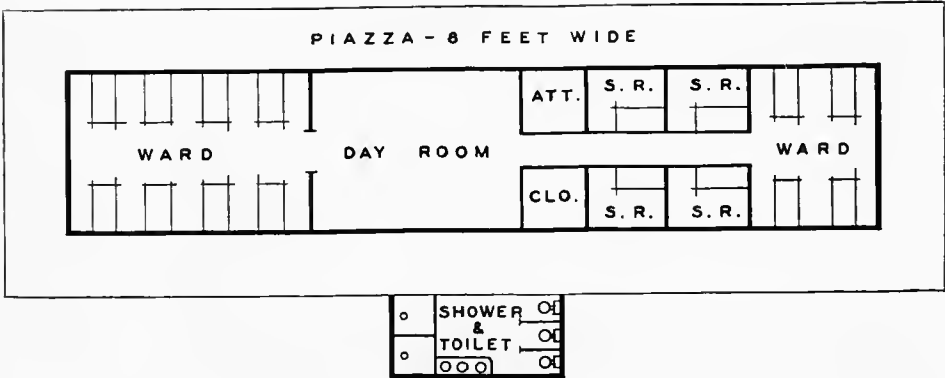 PIAZZA - 8 FEET WIDE
ATT.
S. R.
S. R.
WARD
DAY ROOM
WARD
CLO.
S. R.
S. R.
SHOWER
&
TOILET